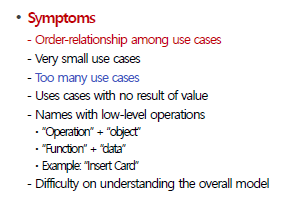 • Symptoms
- Order-relationship among use cases
- Very small use cases
- Too many use cases
- Uses cases with no result of value
- Names with low-level operations
• “Operation” + “object”
• “Function” + “data”
• Example: “Insert Card”
- Difficulty on understanding the overall model